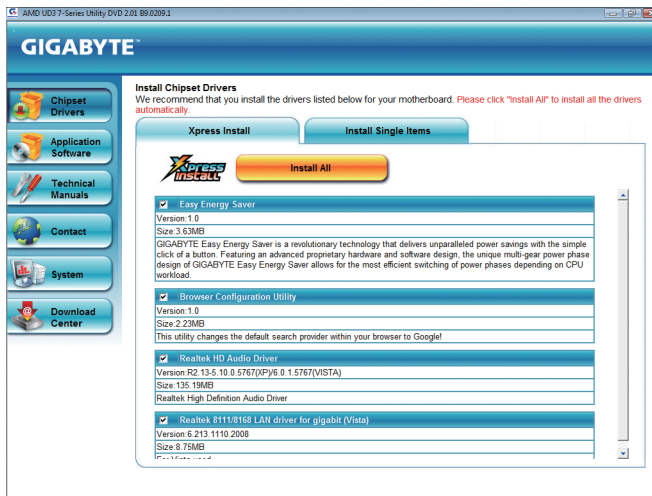 AMD UD3 7-Series Utility DVD 2.01 B9.0209.1
GIGABYTE™
Chipset
Drivers
Application
Software
Technical
Manuals
Contact
System
Download
Center
Install Chipset Drivers
We recommend that you install the drivers listed below for your motherboard. Please click "Install All" to install all the drivers
automatically.
Xpress Install
Install Single Items
Xpress
Install
Install All
Easy Energy Saver
Version:1.0
Size:3.63MB
GIGABYTE Easy Energy Saver is a revolutionary technology that delivers unparalleled power savings with the simple
click of a button. Featuring an advanced proprietary hardware and software design, the unique multi-gear power phase
design of GIGABYTE Easy Energy Saver allows for the most efficient switching of power phases depending on CPU
workload.
Browser Configuration Utility
Version:1.0
Size:2.23MB
This utility changes the default search provider within your browser to Google!
Realtek HD Audio Driver
Version:R2.13-5.10.0.5767(XP)/6.0.1.5767(VISTA)
Size:135.19MB
Realtek High Definition Audio Driver
Realtek 8111/8168 LAN driver for gigabit (Vista)
Version:6.213.1110.2008
Size:8.75MB
For Vista used